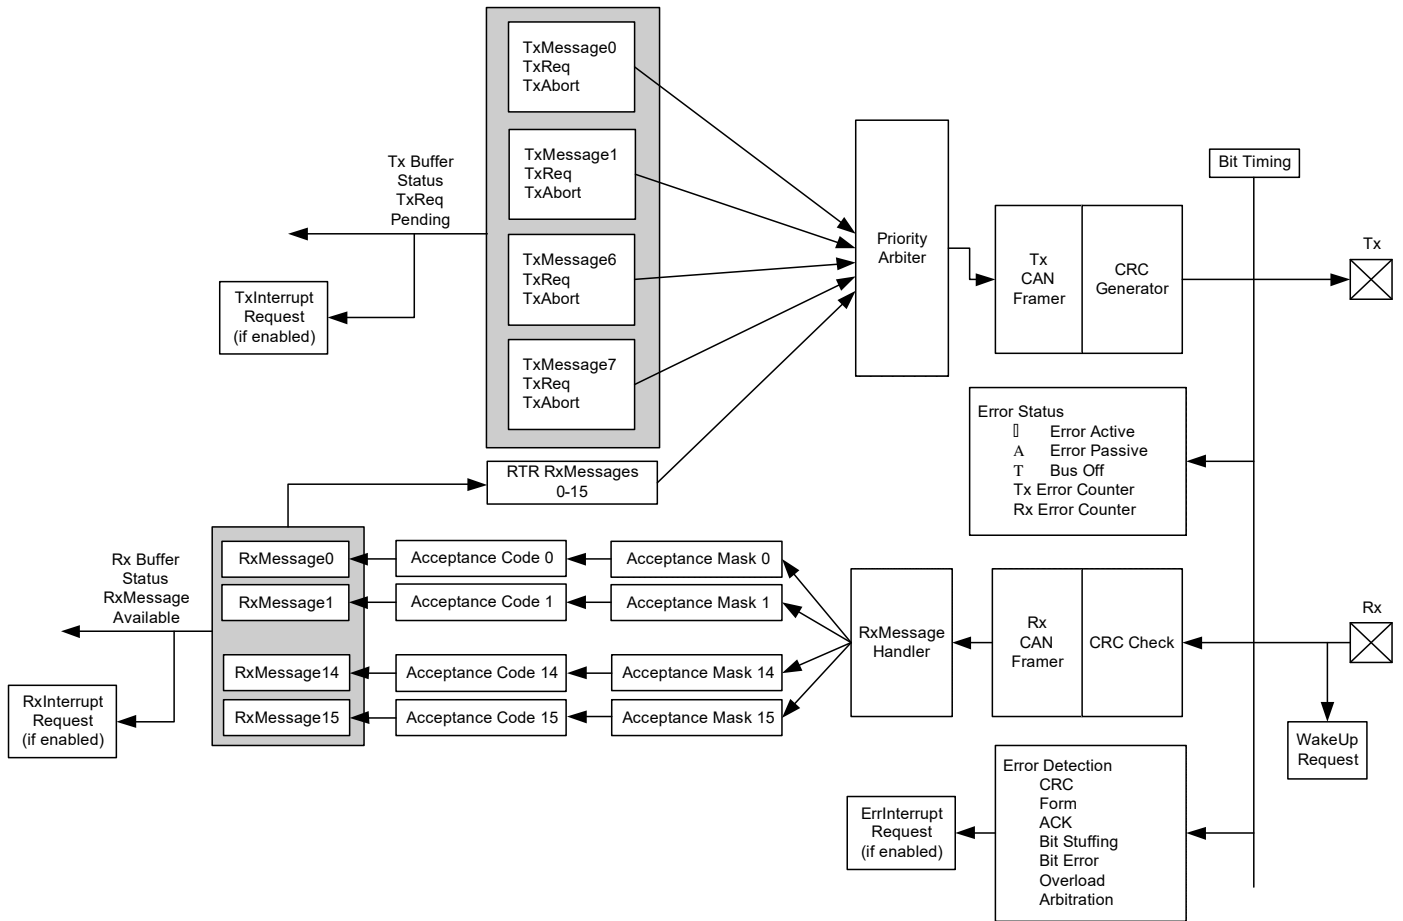 TxMessage0
TxReq
TxAbort
TxMessage1
TxReq
TxAbort
TxMessage6
TxReq
TxAbort
TxMessage7
TxReq
TxAbort
Tx Buffer
Status
TxReq
Pending
TxInterrupt
Request
(if enabled)
Priority
Arbiter
Tx
CAN
Framer
CRC
Generator
Bit Timing
Tx
Error Status
▯ Error Active
A Error Passive
T Bus Off
Tx Error Counter
Rx Error Counter
RTR RxMessages
0-15
Rx Buffer
Status
RxMessage
Available
RxInterrupt
Request
(if enabled)
RxMessage0
Acceptance Code 0
Acceptance Mask 0
RxMessage1
Acceptance Code 1
Acceptance Mask 1
RxMessage14
Acceptance Code 14
Acceptance Mask 14
RxMessage15
Acceptance Code 15
Acceptance Mask 15
RxMessage
Handler
Rx
CAN
Framer
CRC Check
Rx
WakeUp
Request
ErrInterrupt
Request
(if enabled)
Error Detection
CRC
Form
ACK
Bit Stuffing
Bit Error
Overload
Arbitration